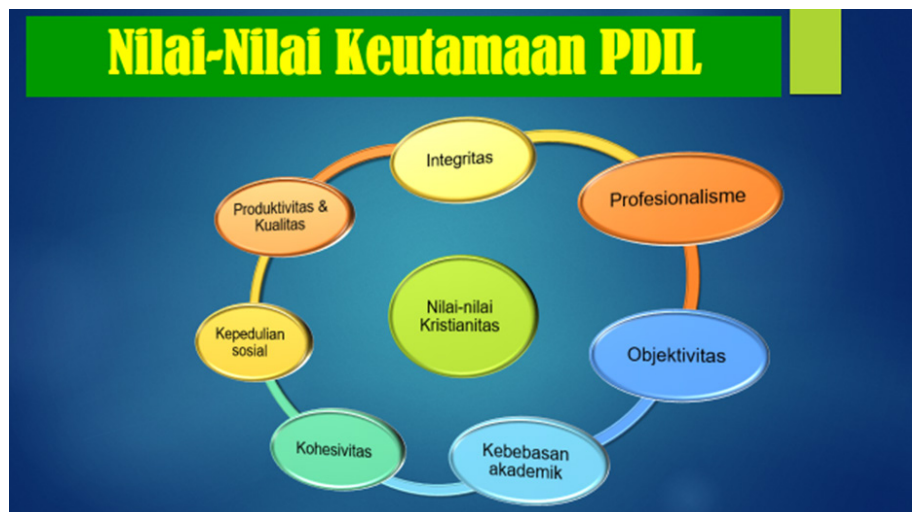 Nilai-Nilai Keutamaan PDIL
Integritas
Profesionalisme
Produktivitas &
Kualitas
Nilai-nilai
Kristianitas
Kepedulian
sosial
Objektivitas
Kohesivitas
Kebebasan
akademik